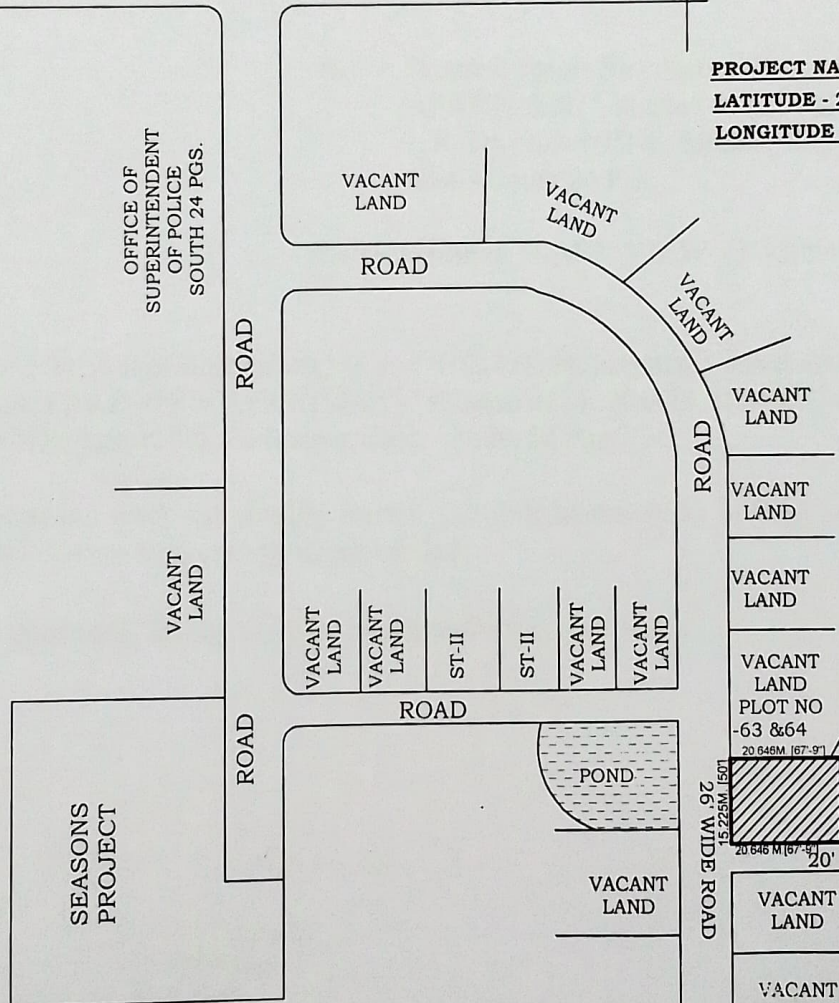 PROJECT NA
LATITUDE -
LONGITUDE
OFFICE OF
SUPERINTENDENT
OF POLICE
SOUTH 24 PGS.
VACANT
LAND
VACANT
LAND
ROAD
VACANT
LAND
ROAD
VACANT
LAND
ROAD
VACANT
LAND
VACANT
LAND
VACANT
LAND
VACANT
LAND
VACANT
LAND
ST-II
ST-II
VACANT
LAND
VACANT
LAND
VACANT
LAND
PLOT NO
-63 &64
ROAD
ROAD
20.646M. [67'-9"]
15.225M. [50']
POND
26' WIDE ROAD
20.646 M [67'-9"]
20'
SEASONS
PROJECT
VACANT
LAND
VACANT
LAND
VACANT